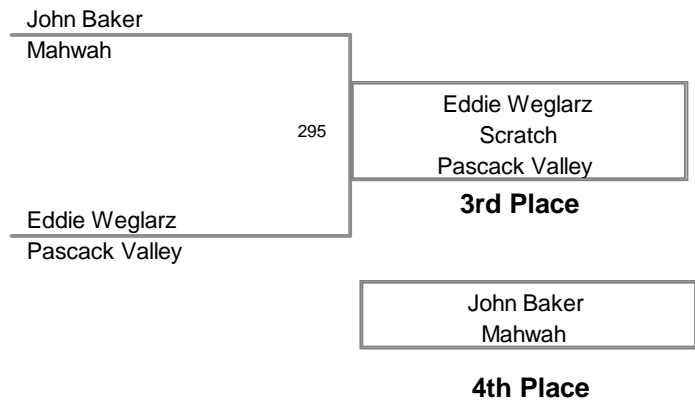 John Baker
Mahwah
295
Eddie Weglarz
Scratch
Pascack Valley
3rd Place
Eddie Weglarz
Pascack Valley
John Baker
Mahwah
4th Place